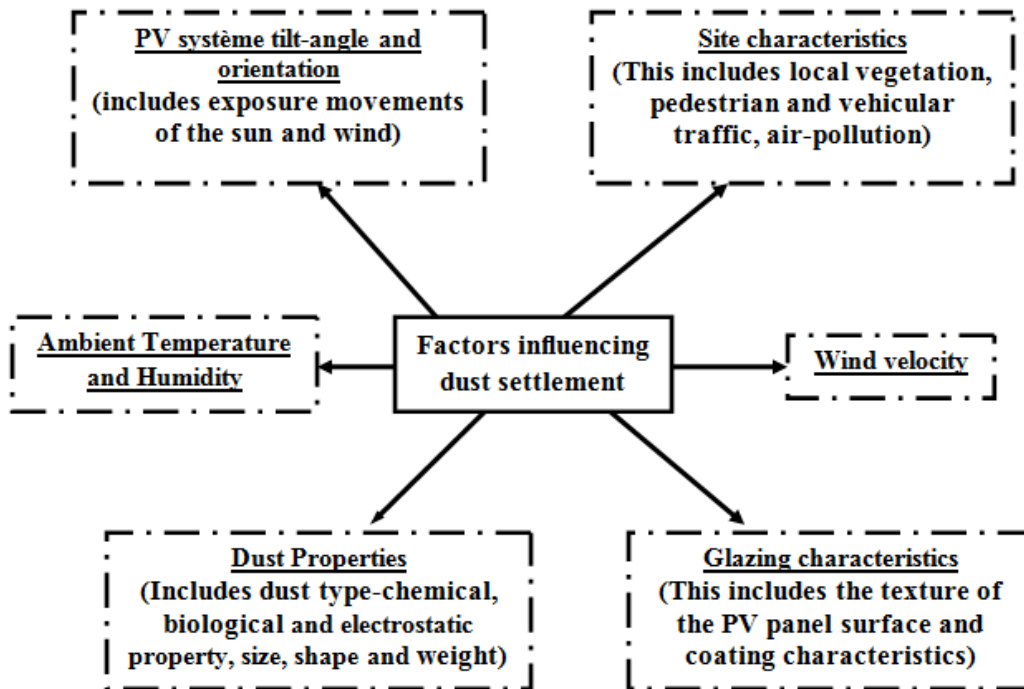 PV système tilt-angle and
orientation
(includes exposure movements
of the sun and wind)
Site characteristics
(This includes local vegetation,
pedestrian and vehicular
traffic, air-pollution)
Ambient Temperature
and Humidity
Factors influencing
dust settlement
Wind velocity
Dust Properties
(Includes dust type-chemical,
biological and electrostatic
property, size, shape and weight)
Glazing characteristics
(This includes the texture of
the PV panel surface and
coating characteristics)